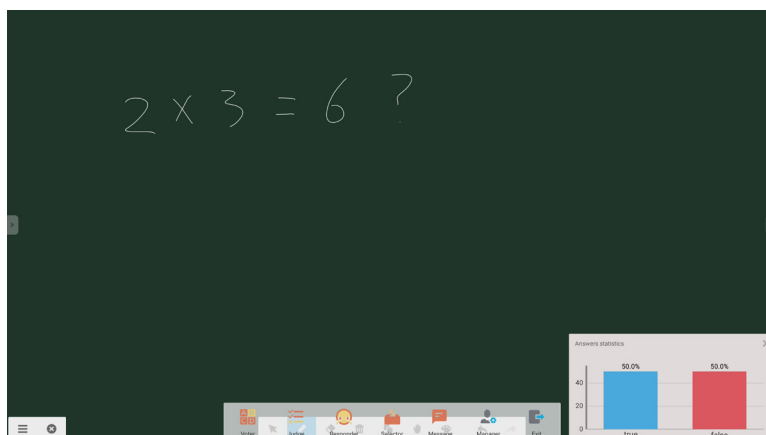 2 × 3 = 6 ?
Answers statistics
50.0% 50.0%
40
20
0
true false
Voter Judge Responder Selector Message Manager Exit